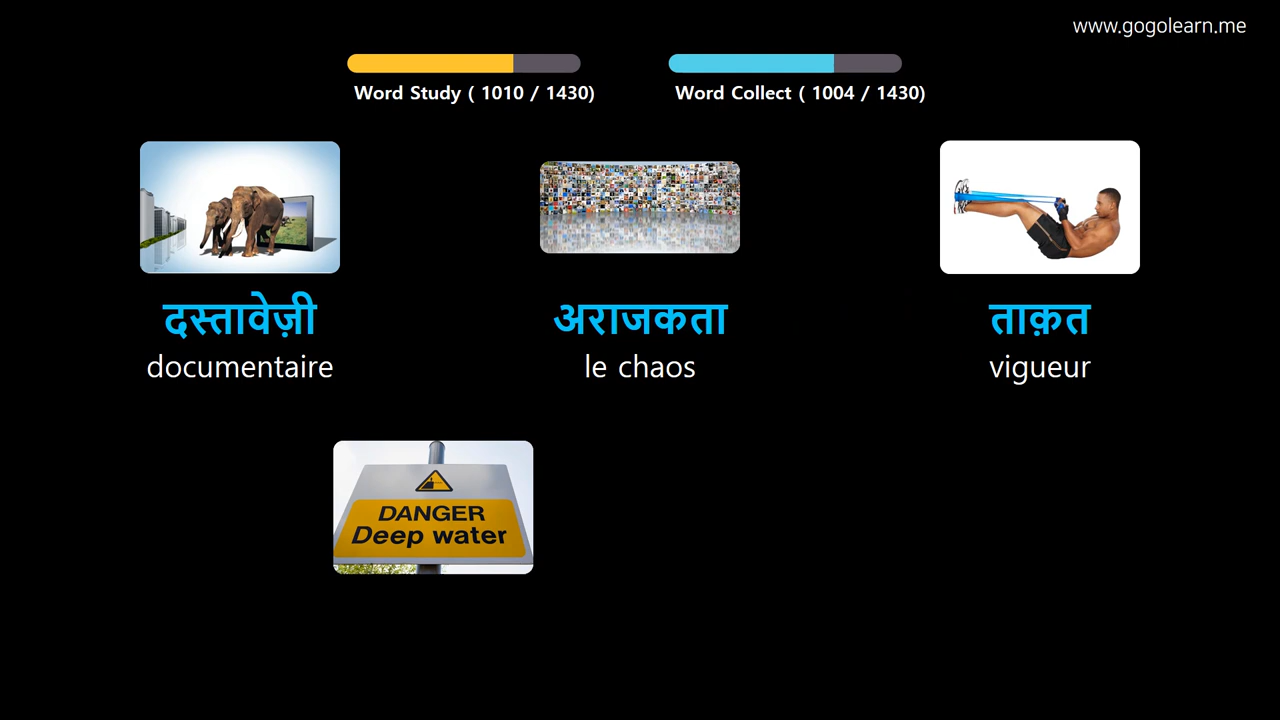 www.gogolearn.me
Word Study ( 1010 / 1430)
Word Collect ( 1004 / 1430)
दस्तावेज़ी
documentaire
अराजकता
le chaos
ताक़त
vigueur
DANGER
Deep water